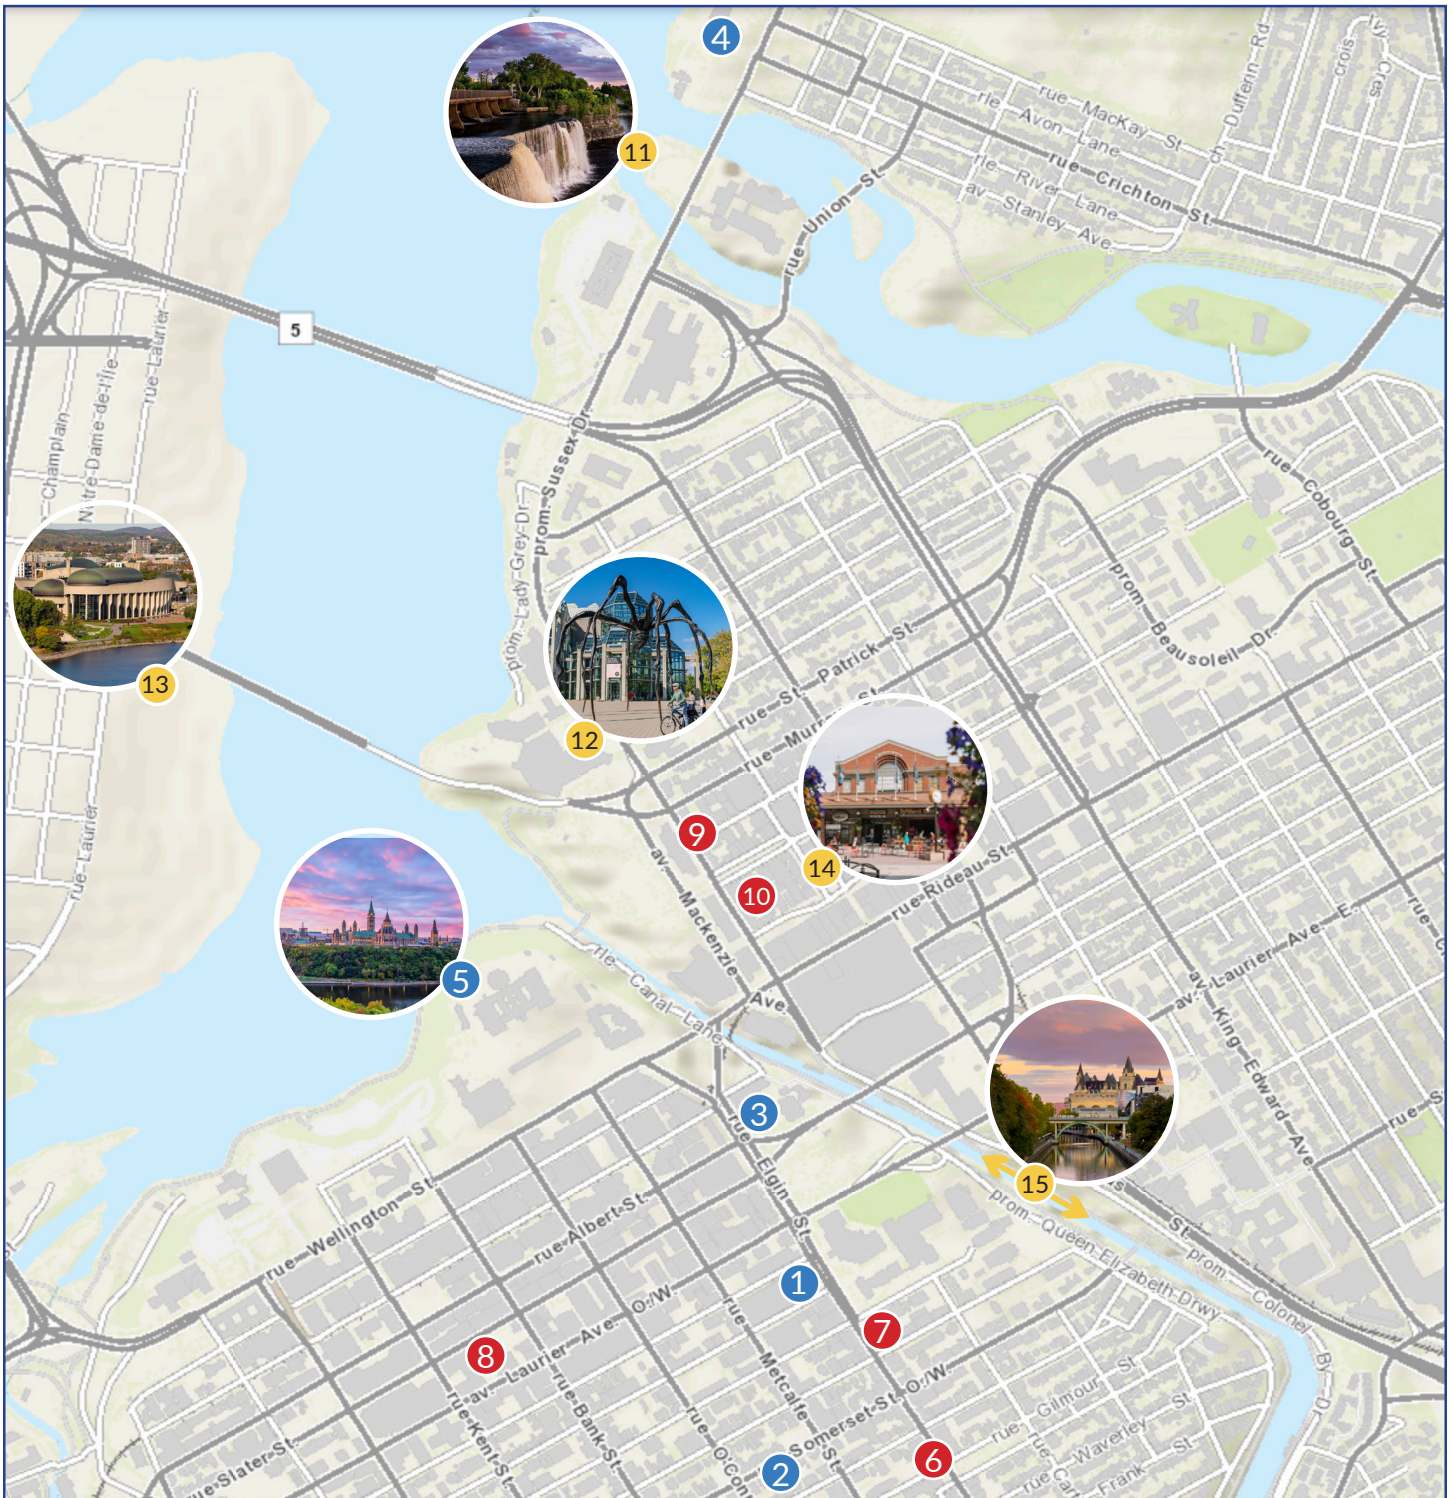 4
11
ch Dufferin Rd
crois
Ivy Cres
rue MacKay St
rle Avon Lane
rue Crichton St
rle River Lane
av Stanley Ave
rue Union St
5
rue Laurier
Notre-Dame-de-l'Île
Champlain
prom. Sussex Dr.
prom. Lady Grey Dr.
rue Cobourg St.
prom. Beausoleil Dr.
13
12
rue St. Patrick St.
rue Murray St.
14
9
10
rue Rideau St.
av. Mackenzie
Ave.
rue Laurier
5
rle. Canal Lane
av. Laurier Ave E.
av. King Edward Ave
3
rue Elgin St.
15
St.
prom. Queen Elizabeth Drwy
prom. Colonel
By Dr
rue Wellington St.
rue Albert St.
1
7
8
av. Laurier Ave O./W.
rue Slater St.
rue Kent St.
rue Bank St.
rue O'Con
rue Metcalfe St.
Somerset St. O./W.
2
6
rue Gilmour St
rue Waverley St
Frank St